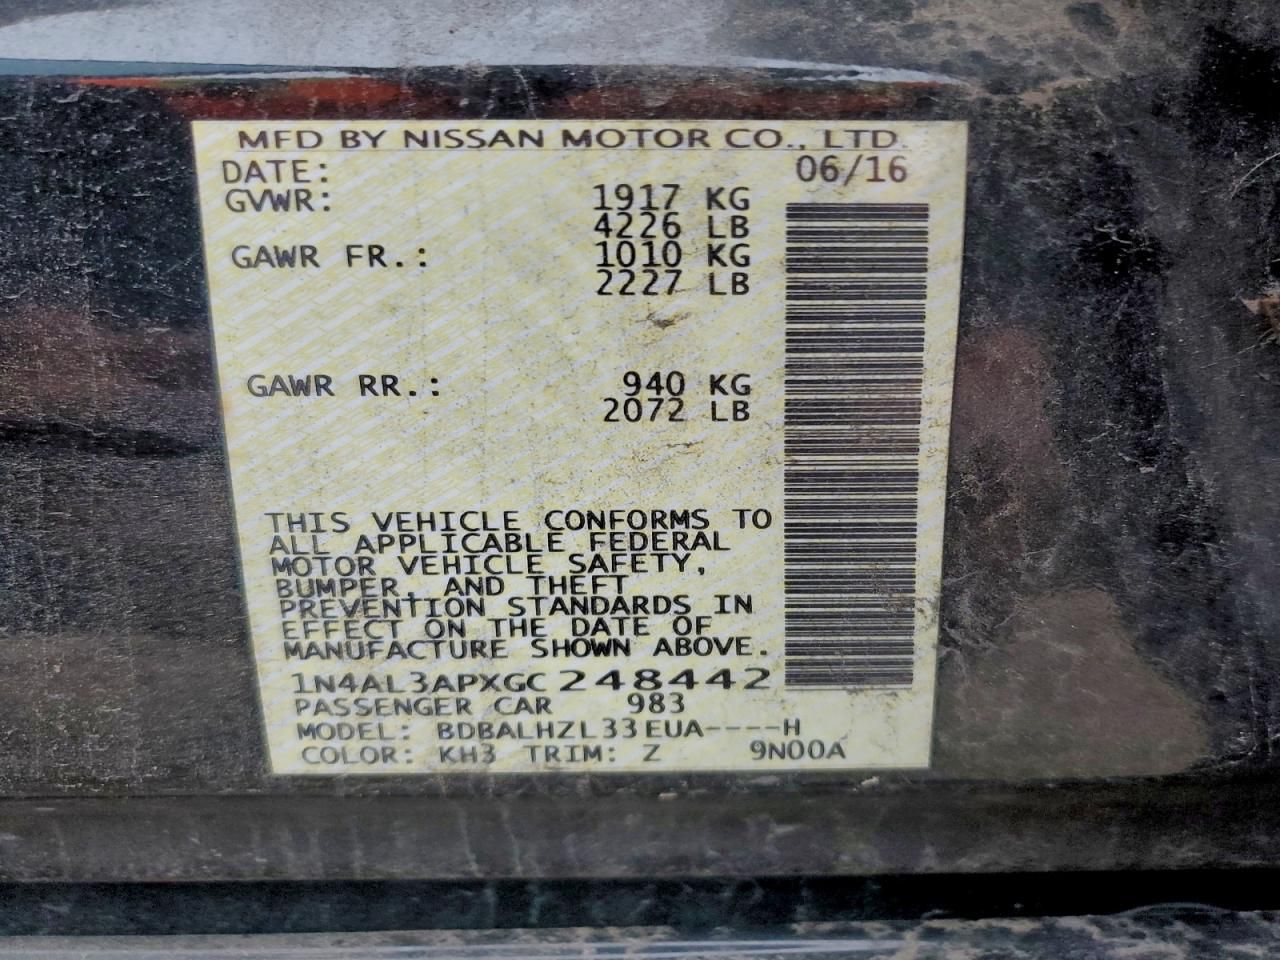 MFD BY NISSAN MOTOR CO., LTD.
DATE: 06/16
GVWR: 1917 KG
4226 LB
GAWR FR.: 1010 KG
2227 LB
GAWR RR.: 940 KG
2072 LB
THIS VEHICLE CONFORMS TO
ALL APPLICABLE FEDERAL
MOTOR VEHICLE SAFETY,
BUMPER, AND THEFT
PREVENTION STANDARDS IN
EFFECT ON THE DATE OF
MANUFACTURE SHOWN ABOVE.
1N4AL3APXGC248442
PASSENGER CAR 983
MODEL: BDBALHZL33EUA----H
COLOR: KH3 TRIM: Z 9N00A